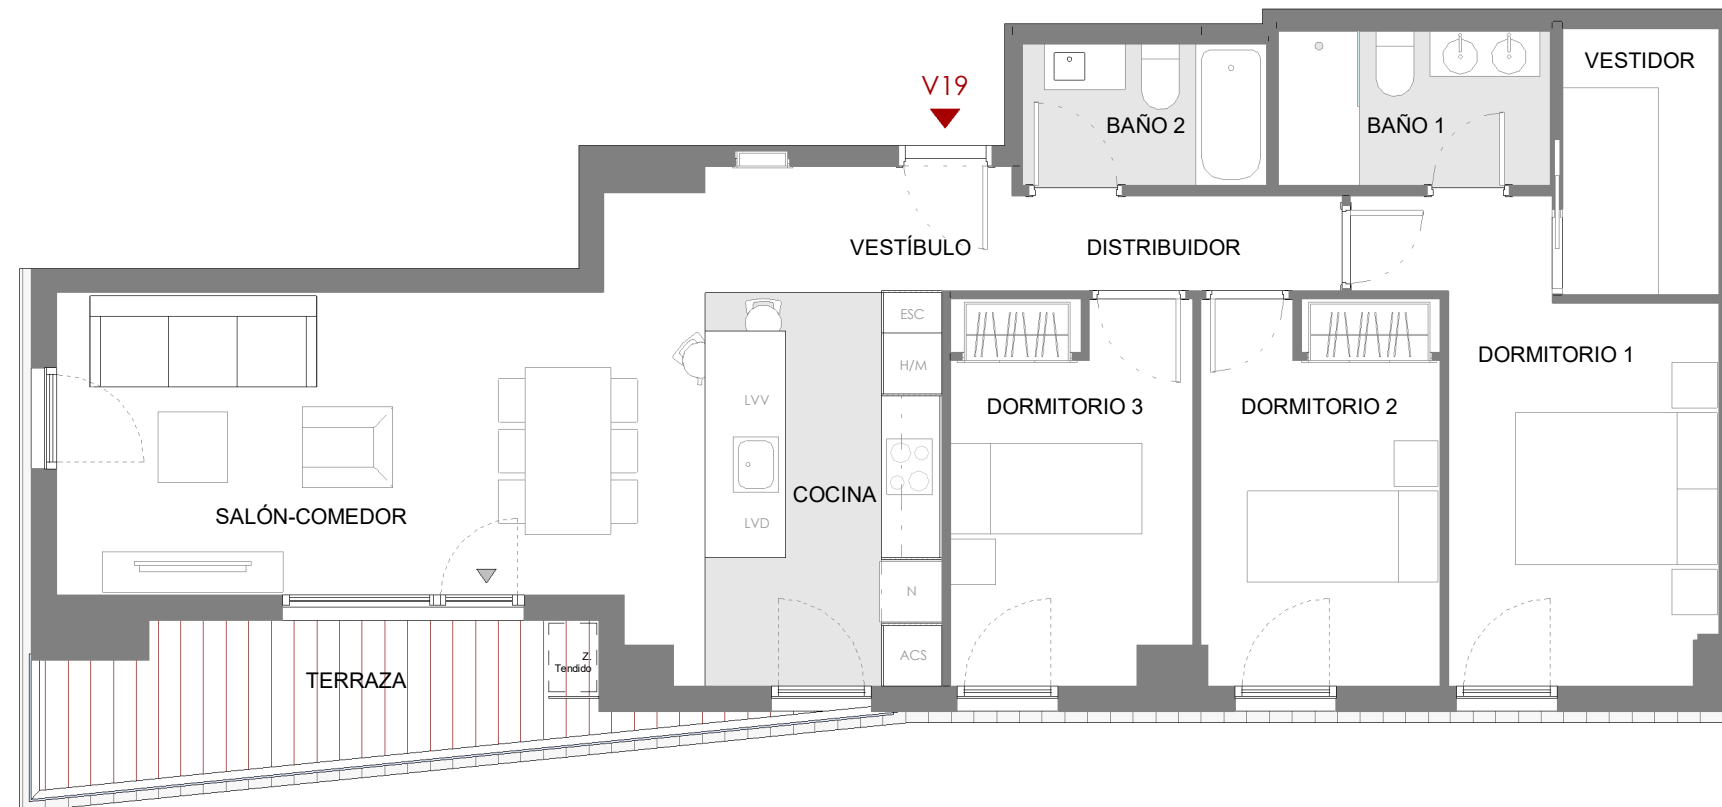 VESTIDOR
V19
BAÑO 2
BAÑO 1
VESTÍBULO
DISTRIBUIDOR
ESC
H/M
DORMITORIO 1
LVV
DORMITORIO 3
DORMITORIO 2
COCINA
SALÓN-COMEDOR
LVD
N
ACS
Z.
Tendido
TERRAZA